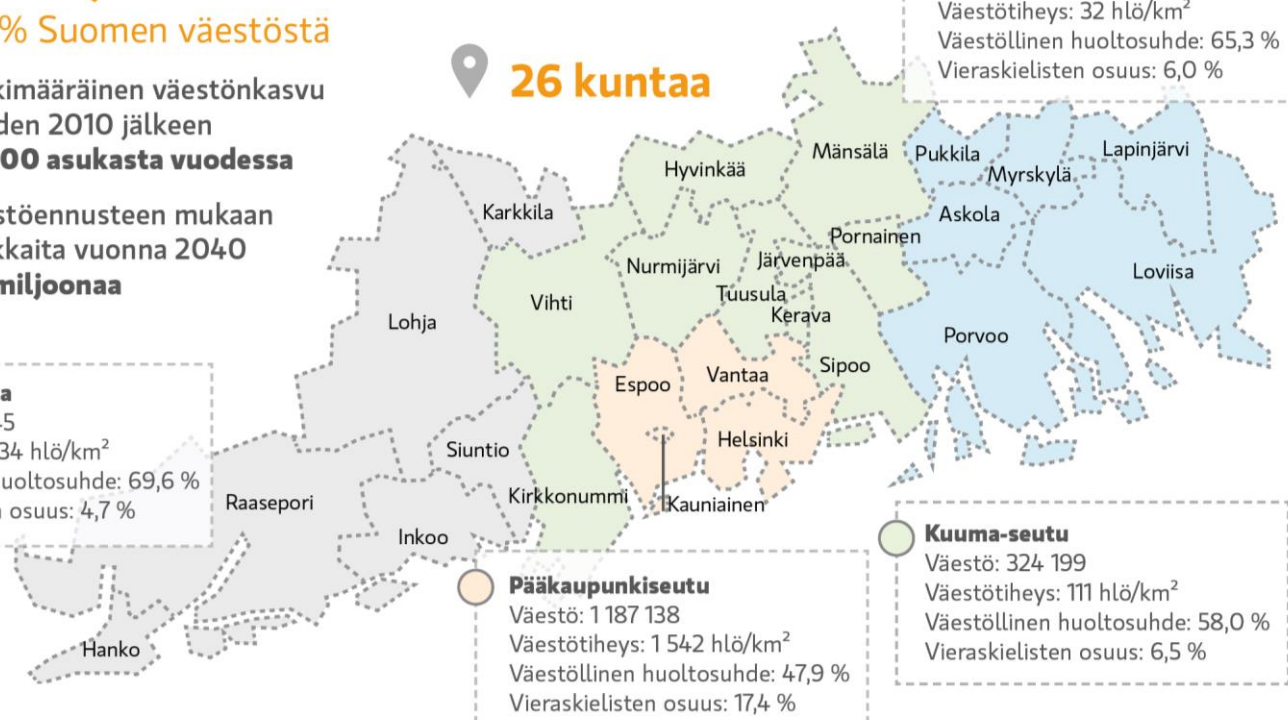 % Suomen väestöstä
kimääräinen väestönkasvu
den 2010 jälkeen
00 asukasta vuodessa
stöennusteen mukaan
kkaita vuonna 2040
miljoonaa
26 kuntaa
Väestötiheys: 32 hlö/km²
Väestöllinen huoltosuhde: 65,3 %
Vieraskielisten osuus: 6,0 %
Hyvinkää
Mänsälä
Pukkila
Myrskylä
Lapinjärvi
Karkkila
Askola
Pornainen
Nurmijärvi
Järvenpää
Loviisa
Vihti
Tuusula
Kerava
Lohja
Porvoo
Sipoo
Espoo
Vantaa
Helsinki
Siuntio
Kirkkonummi
Kauniainen
Raasepori
Inkoo
Hanko
a
45
34 hlö/km²
uoltosuhde: 69,6 %
n osuus: 4,7 %
Pääkaupunkiseutu
Väestö: 1 187 138
Väestötiheys: 1 542 hlö/km²
Väestöllinen huoltosuhde: 47,9 %
Vieraskielisten osuus: 17,4 %
Kuuma-seutu
Väestö: 324 199
Väestötiheys: 111 hlö/km²
Väestöllinen huoltosuhde: 58,0 %
Vieraskielisten osuus: 6,5 %